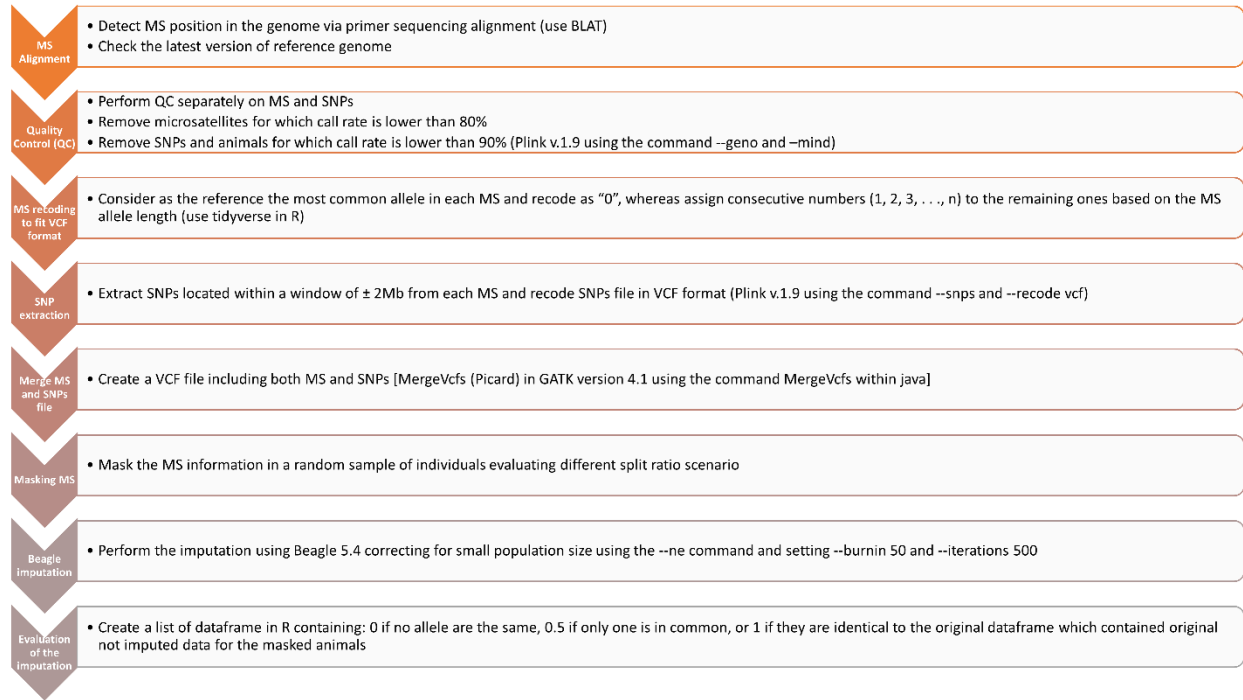 MS
Alignment
• Detect MS position in the genome via primer sequencing alignment (use BLAT)
• Check the latest version of reference genome
Quality
Control (QC)
• Perform QC separately on MS and SNPs
• Remove microsatellites for which call rate is lower than 80%
• Remove SNPs and animals for which call rate is lower than 90% (Plink v.1.9 using the command --geno and –mind)
MS recoding
to fit VCF
format
• Consider as the reference the most common allele in each MS and recode as “0”, whereas assign consecutive numbers (1, 2, 3, . . ., n) to the remaining ones based on the MS
allele length (use tidyverse in R)
SNP
extraction
• Extract SNPs located within a window of ± 2Mb from each MS and recode SNPs file in VCF format (Plink v.1.9 using the command --snps and --recode vcf)
Merge MS
and SNPs
file
• Create a VCF file including both MS and SNPs [MergeVcfs (Picard) in GATK version 4.1 using the command MergeVcfs within java]
Masking MS
• Mask the MS information in a random sample of individuals evaluating different split ratio scenario
Beagle
imputation
• Perform the imputation using Beagle 5.4 correcting for small population size using the --ne command and setting --burnin 50 and --iterations 500
Evaluation
of the
imputation
• Create a list of dataframe in R containing: 0 if no allele are the same, 0.5 if only one is in common, or 1 if they are identical to the original dataframe which contained original
not imputed data for the masked animals